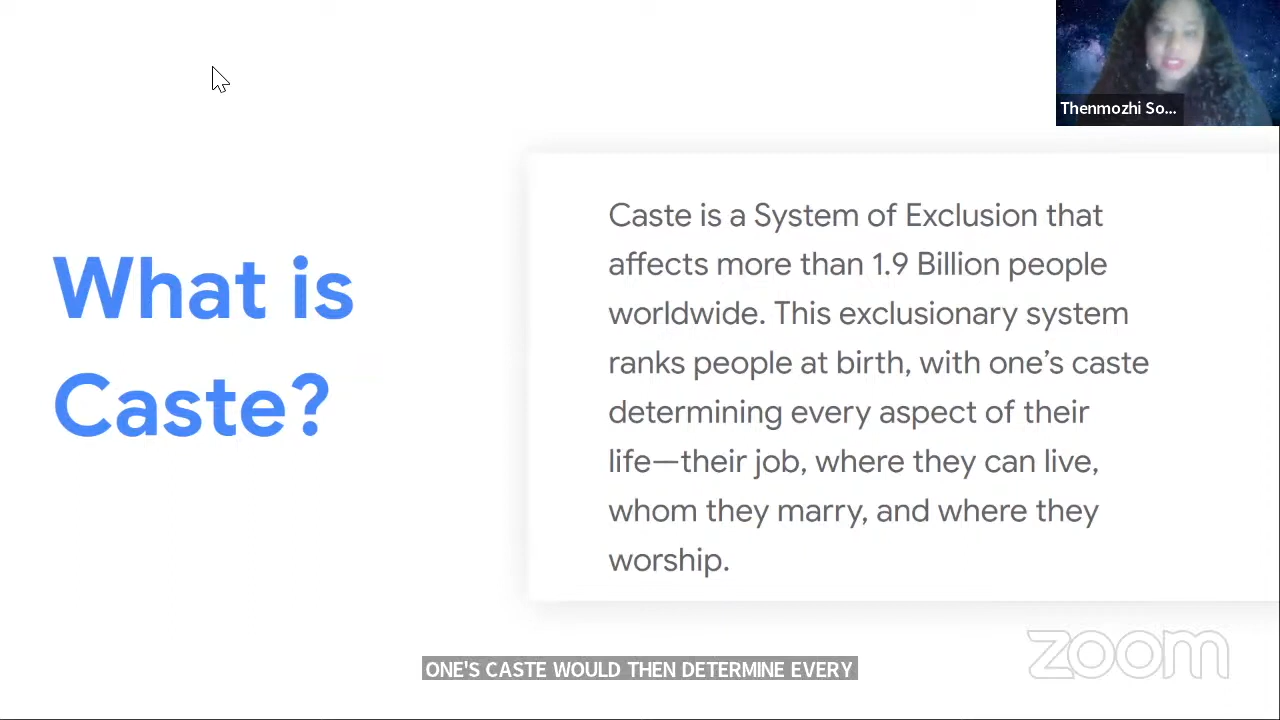 Thenmozhi So...
What is
Caste?
Caste is a System of Exclusion that
affects more than 1.9 Billion people
worldwide. This exclusionary system
ranks people at birth, with one’s caste
determining every aspect of their
life—their job, where they can live,
whom they marry, and where they
worship.
ONE'S CASTE WOULD THEN DETERMINE EVERY
zoom